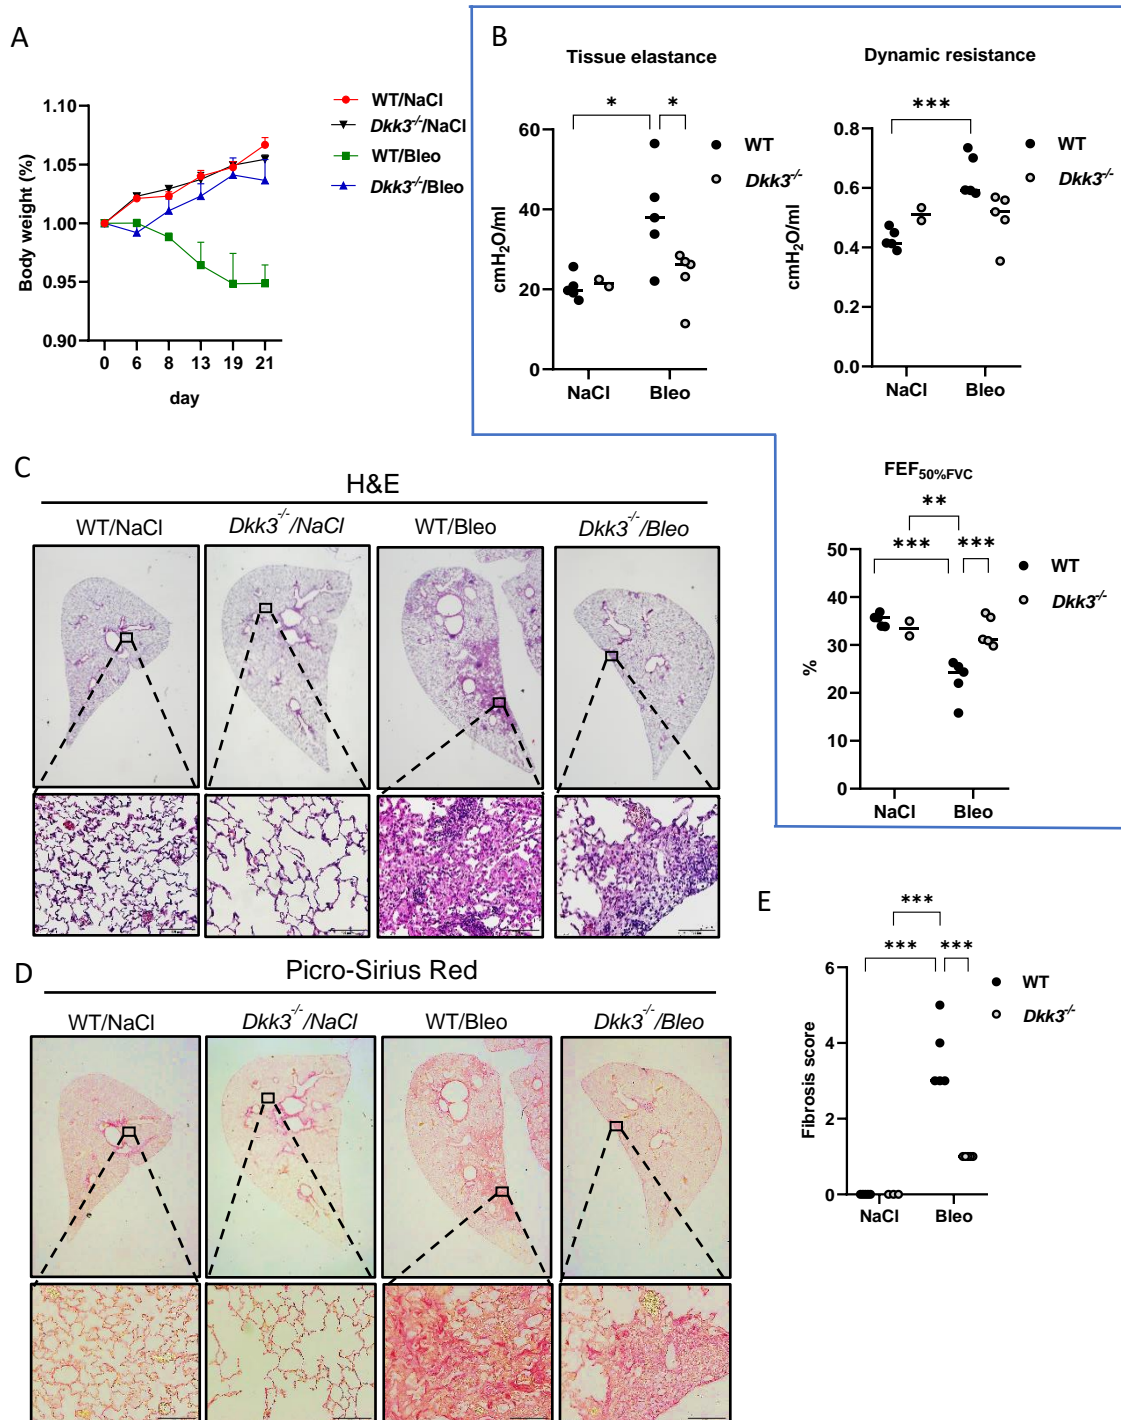 A
Body weight (%)
1.10
1.05
1.00
0.95
0.90
0
6
8
13
19
21
day
WT/NaCl
Dkk3-/-/NaCl
WT/Bleo
Dkk3-/-/Bleo
B
Tissue elastance
* *
cmH2O/ml
60
40
20
0
NaCl
Bleo
WT
Dkk3-/-
Dynamic resistance
***
cmH2O/ml
0.8
0.6
0.4
0.2
0.0
NaCl
Bleo
WT
Dkk3-/-
FEF50%FVC
**
*** ***
%
50
40
30
20
10
0
NaCl
Bleo
WT
Dkk3-/-
C
H&E
WT/NaCl
Dkk3-/-/NaCl
WT/Bleo
Dkk3-/-/Bleo
D
Picro-Sirius Red
WT/NaCl
Dkk3-/-/NaCl
WT/Bleo
Dkk3-/-/Bleo
E
***
*** ***
Fibrosis score
6
4
2
0
NaCl
Bleo
WT
Dkk3-/-